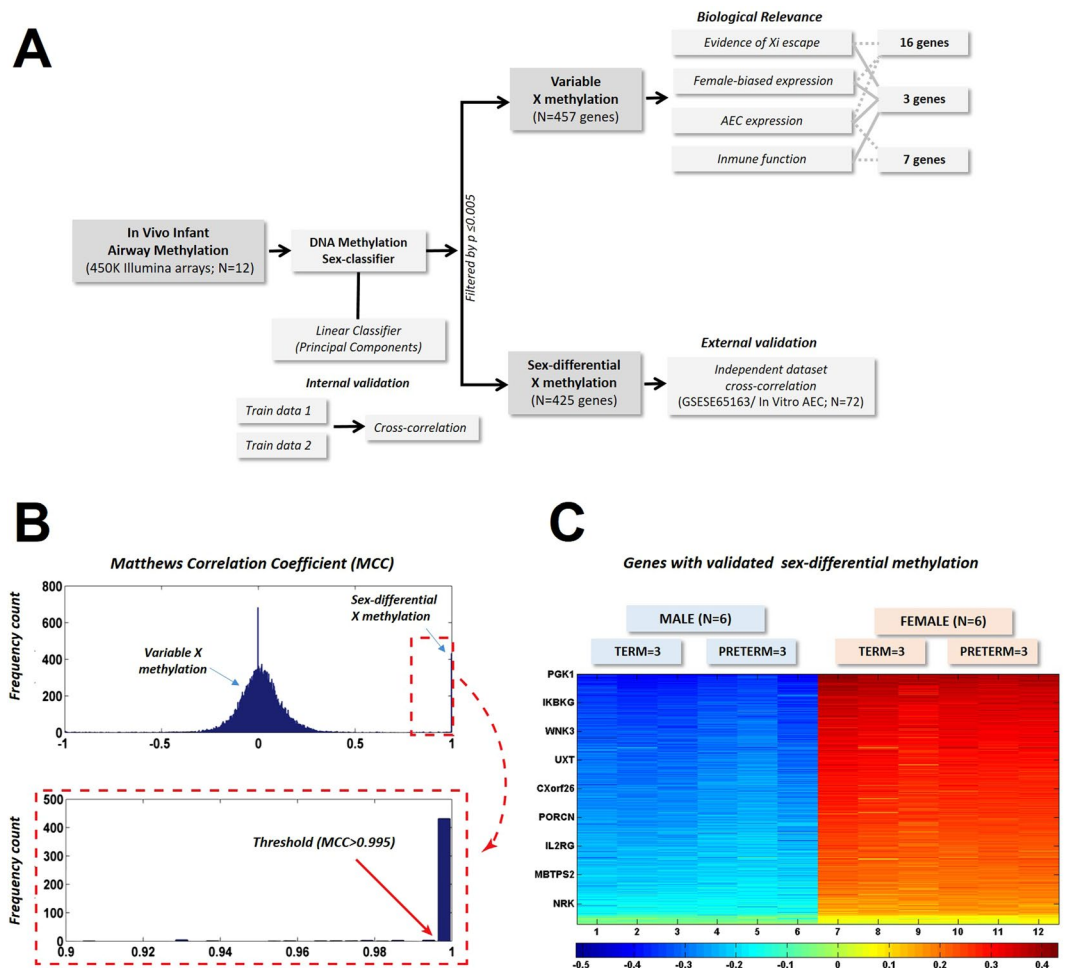 A
Biological Relevance
Evidence of Xi escape
Female-biased expression
AEC expression
Inmune function
16 genes
3 genes
7 genes
Variable
X methylation
(N=457 genes)
Filtered by p ≤0.005
In Vivo Infant
Airway Methylation
(450K Illumina arrays; N=12)
DNA Methylation
Sex-classifier
Linear Classifier
(Principal Components)
Internal validation
Train data 1
Train data 2
Cross-correlation
Sex-differential
X methylation
(N=425 genes)
External validation
Independent dataset
cross-correlation
(GSESE65163/ In Vitro AEC; N=72)
B
Matthews Correlation Coefficient (MCC)
Frequency count
800
600
400
200
0
-1
-0.5
0
0.5
1
Variable X
methylation
Sex-differential
X methylation
Frequency count
500
400
300
200
100
0
0.9
0.92
0.94
0.96
0.98
1
Threshold (MCC>0.995)
C
Genes with validated sex-differential methylation
MALE (N=6)
FEMALE (N=6)
TERM=3
PRETERM=3
TERM=3
PRETERM=3
PGK1
IKBKG
WNK3
UXT
CXorf26
PORCN
IL2RG
MBTPS2
NRK
1 2 3 4 5 6 7 8 9 10 11 12
-0.5 -0.4 -0.3 -0.2 -0.1 0 0.1 0.2 0.3 0.4